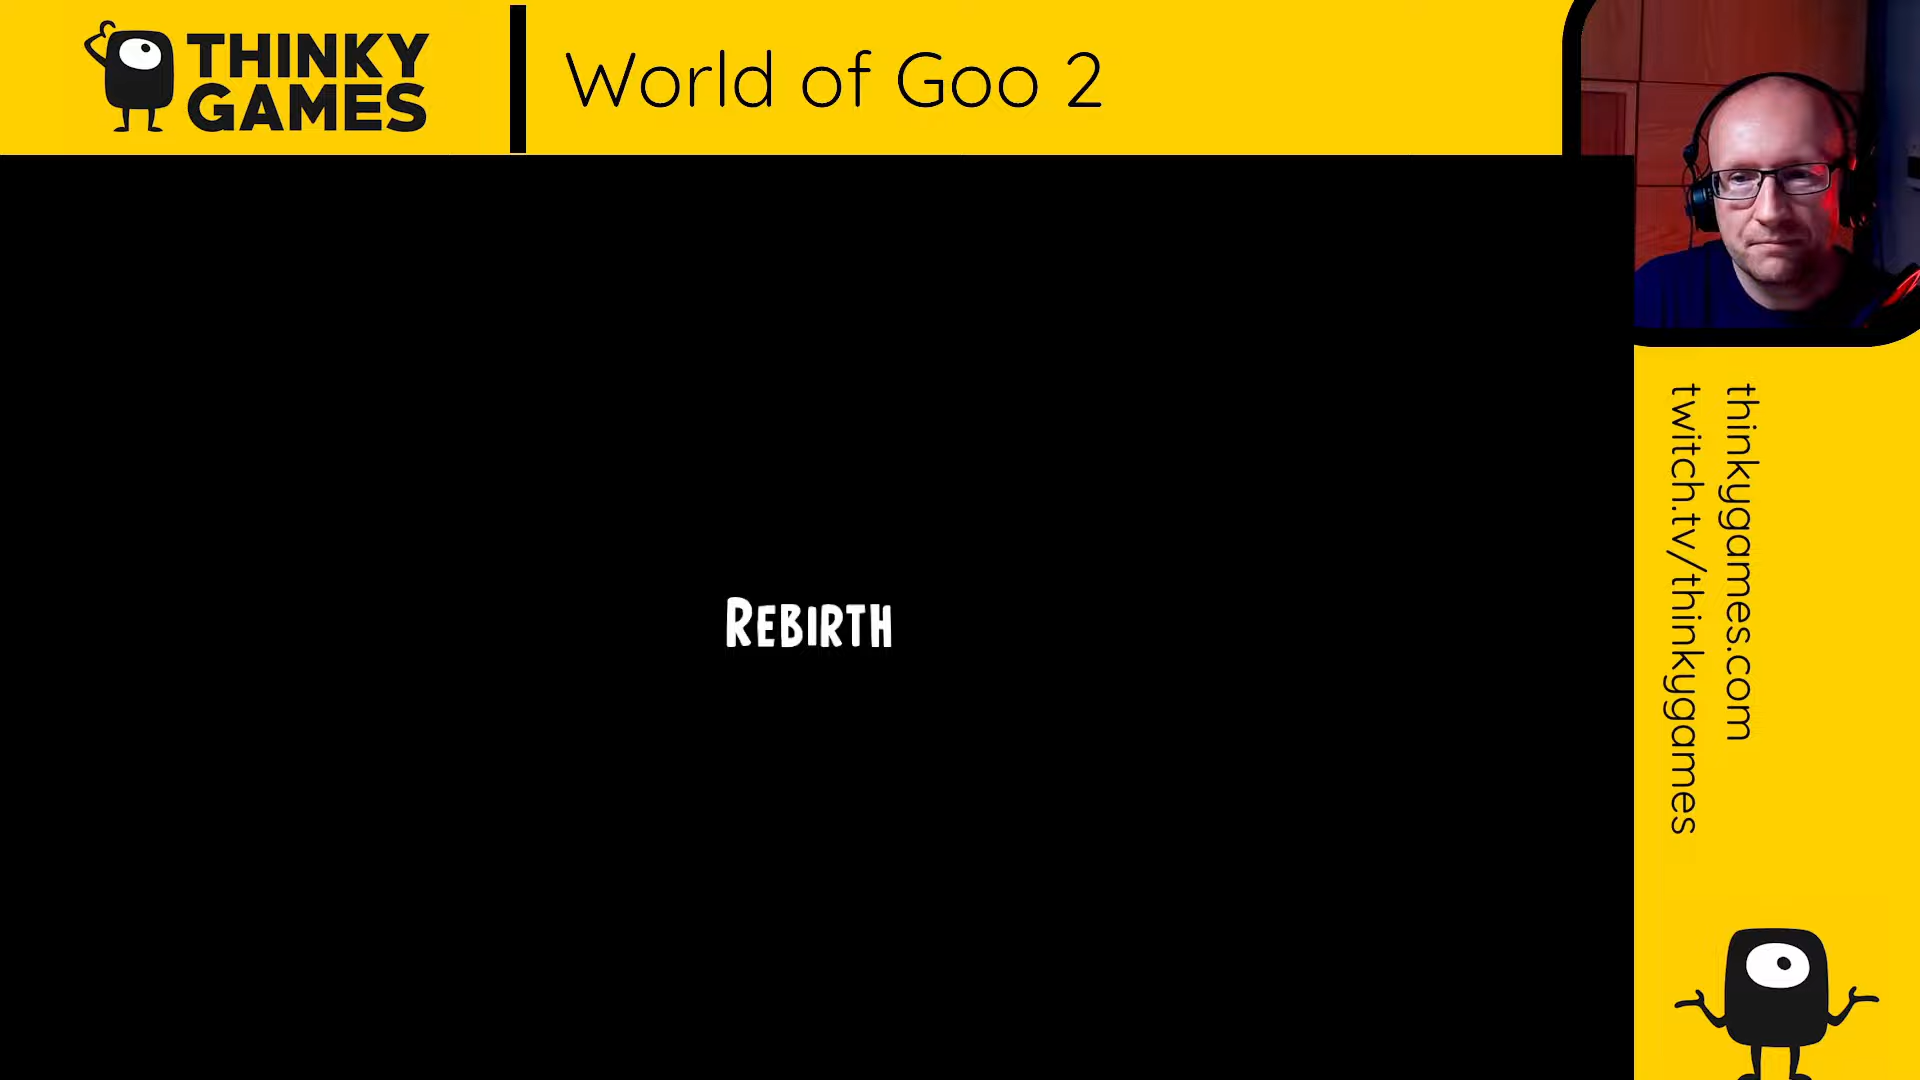 THINKY
GAMES
World of Goo 2
REBIRTH
thinkygames.com
twitch.tv/thinkygames